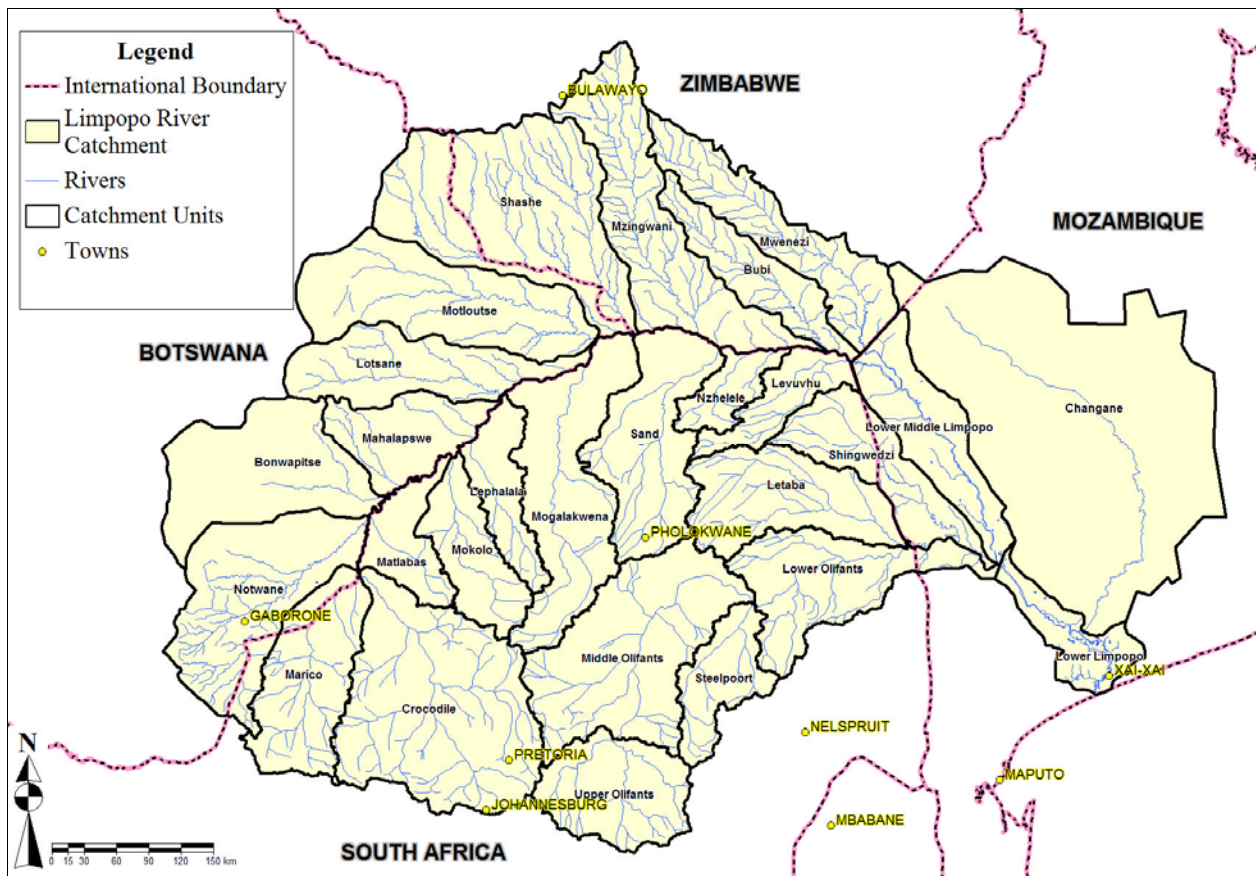 Legend
International Boundary
Limpopo River
Catchment
Rivers
Catchment Units
Towns
ZIMBABWE
BULAWAYO
MOZAMBIQUE
BOTSWANA
SOUTH AFRICA
Shashe
Mzingwani
Mwenezi
Bubi
Motloutse
Lotsane
Mahalapswe
Bonwapitse
Nzhelele
Levuvhu
Changane
Sand
Lower Middle Limpopo
Shingwedzi
Letaba
Lephalala
Mogalakwena
PHOLOKWANE
Mokolo
Matlabas
Lower Olifants
Notwane
GABORONE
Marico
Middle Olifants
Steelpoort
Lower Limpopo
XAI-XAI
Crocodile
NELSPRUIT
PRETORIA
MAPUTO
Upper Olifants
JOHANNESBURG
MBABANE
N
0 15 30 60 90 120 150 km